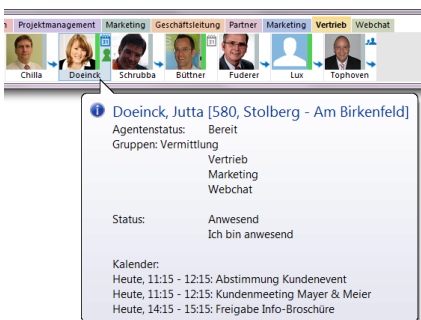 n Projektmanagement Marketing Geschäftsleitung Partner Marketing Vertrieb Webchat
Chilla Doeinck Schrubba Büttner Fuderer Lux Tophoven
Doeinck, Jutta [580, Stolberg - Am Birkenfeld]
Agentenstatus: Bereit
Gruppen: Vermittlung
Vertrieb
Marketing
Webchat
Status: Anwesend
Ich bin anwesend
Kalender:
Heute, 11:15 - 12:15: Abstimmung Kundenevent
Heute, 11:15 - 12:15: Kundenmeeting Mayer & Meier
Heute, 14:15 - 15:15: Freigabe Info-Broschüre